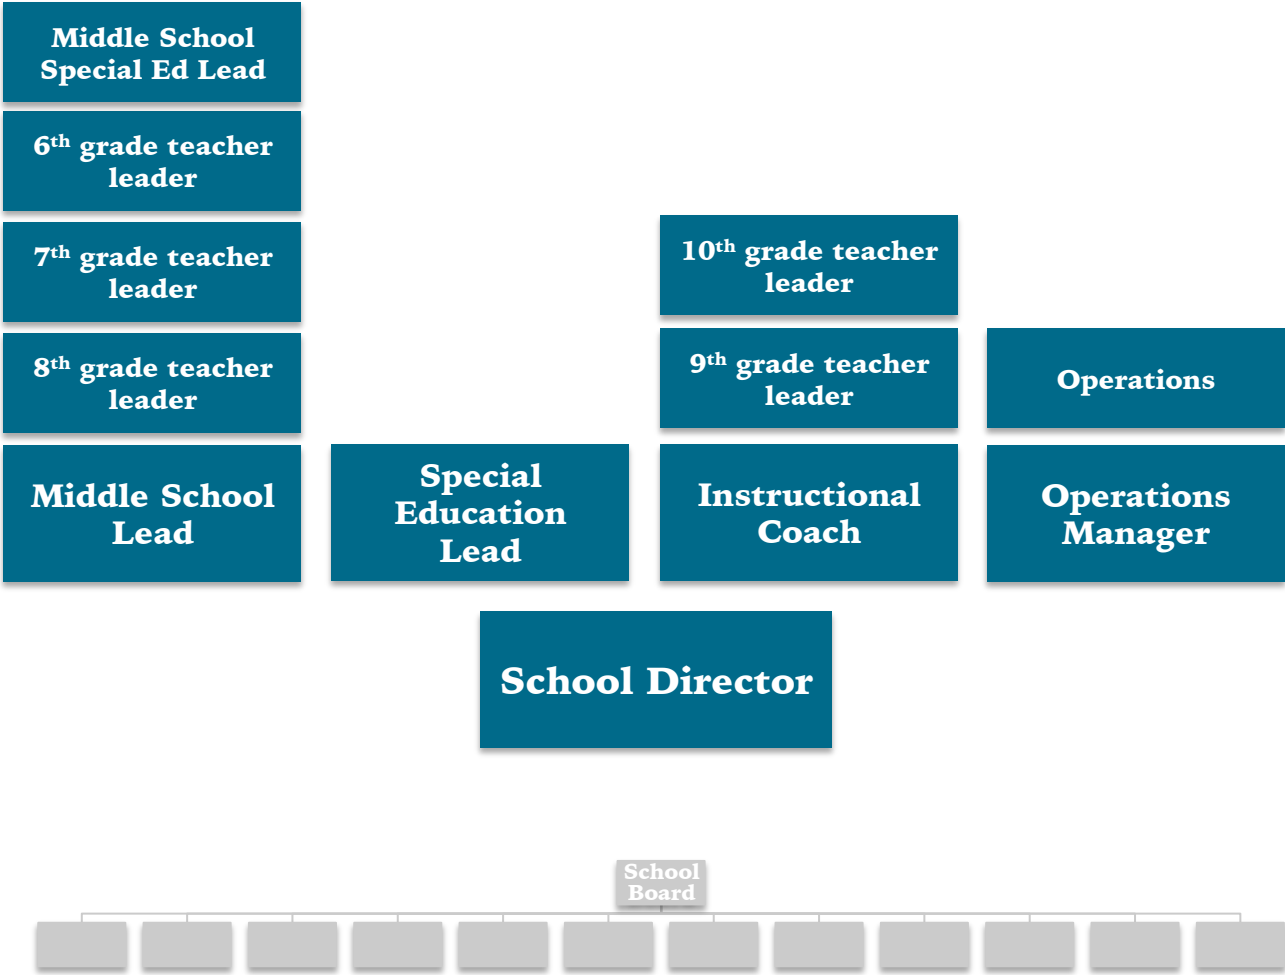 Middle School
Special Ed Lead
6th grade teacher
leader
7th grade teacher
leader
8th grade teacher
leader
Middle School
Lead
Special
Education
Lead
10th grade teacher
leader
9th grade teacher
leader
Instructional
Coach
Operations
Operations
Manager
School Director
School
Board